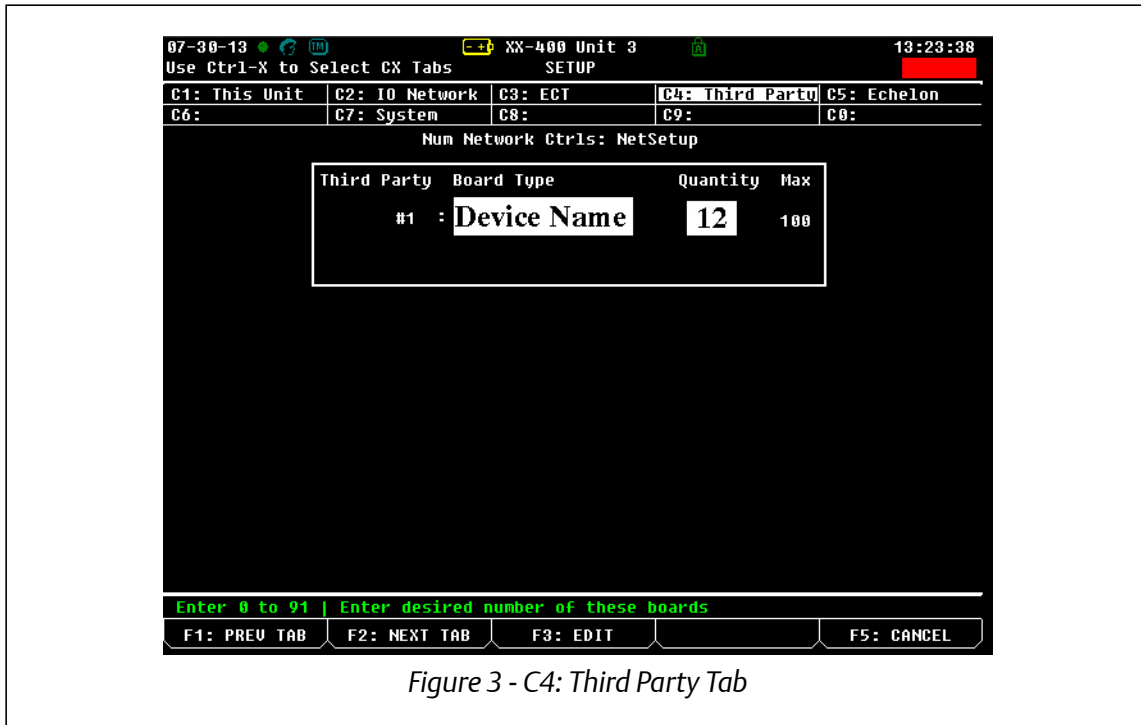 07-30-13 TM -+ XX-400 Unit 3 A 13:23:38
Use Ctrl-X to Select CX Tabs SETUP
C1: This Unit C2: IO Network C3: ECT C4: Third Party C5: Echelon
C6: C7: System C8: C9: C0:
Num Network Ctrls: NetSetup
Third Party Board Type Quantity Max
#1 : Device Name 12 100
Enter 0 to 91 | Enter desired number of these boards
F1: PREV TAB F2: NEXT TAB F3: EDIT F5: CANCEL
Figure 3 - C4: Third Party Tab